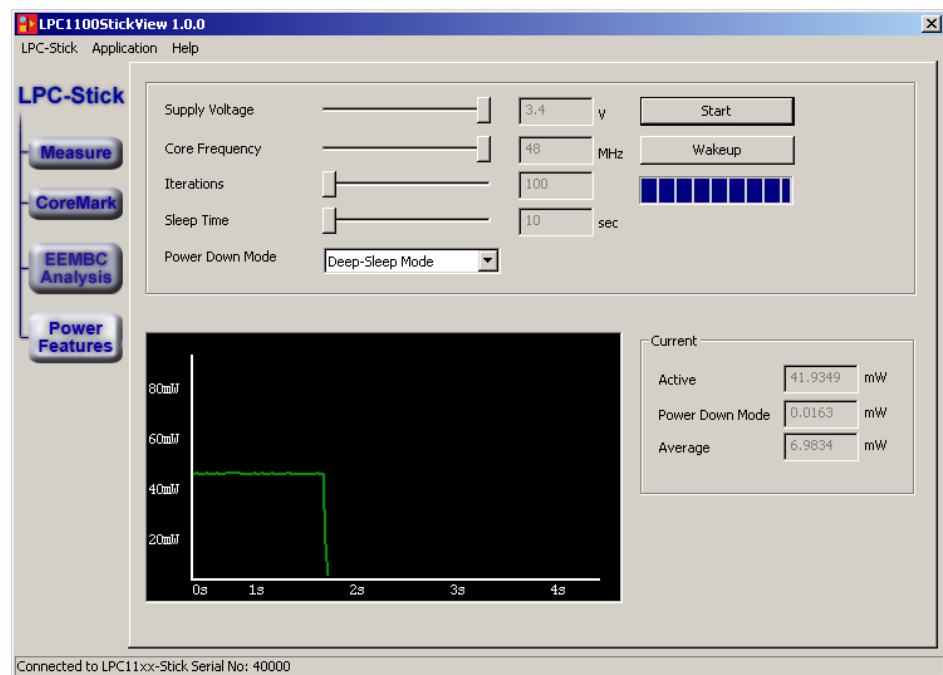 LPC1100StickView 1.0.0
LPC-Stick Application Help
LPC-Stick
Measure
CoreMark
EEMBC
Analysis
Power
Features
Supply Voltage 3.4 V
Start
Core Frequency 48 MHz
Wakeup
Iterations 100
Sleep Time 10 sec
Power Down Mode Deep-Sleep Mode
80mW
60mW
40mW
20mW
0s 1s 2s 3s 4s
Current
Active 41.9349 mW
Power Down Mode 0.0163 mW
Average 6.9834 mW
Connected to LPC11xx-Stick Serial No: 40000